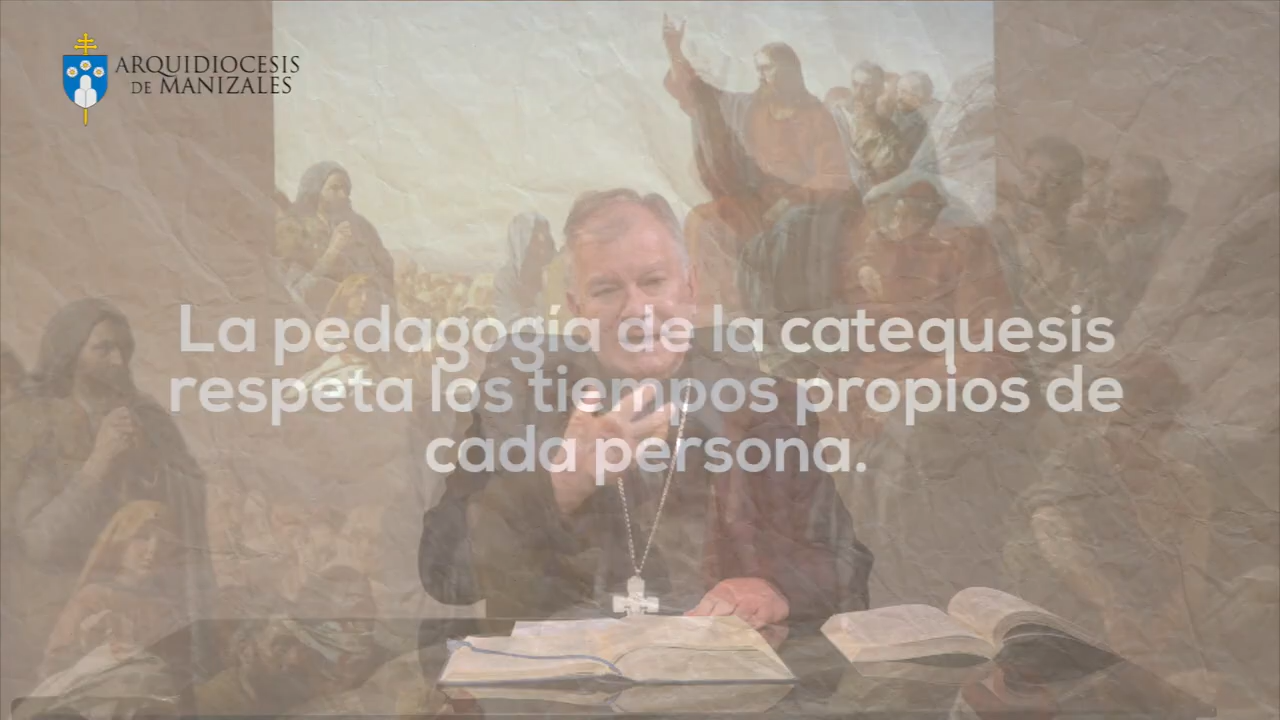 ARQUIDIOCESIS
DE MANIZALES
La pedagogía de la catequesis
respeta los tiempos propios de
cada persona.